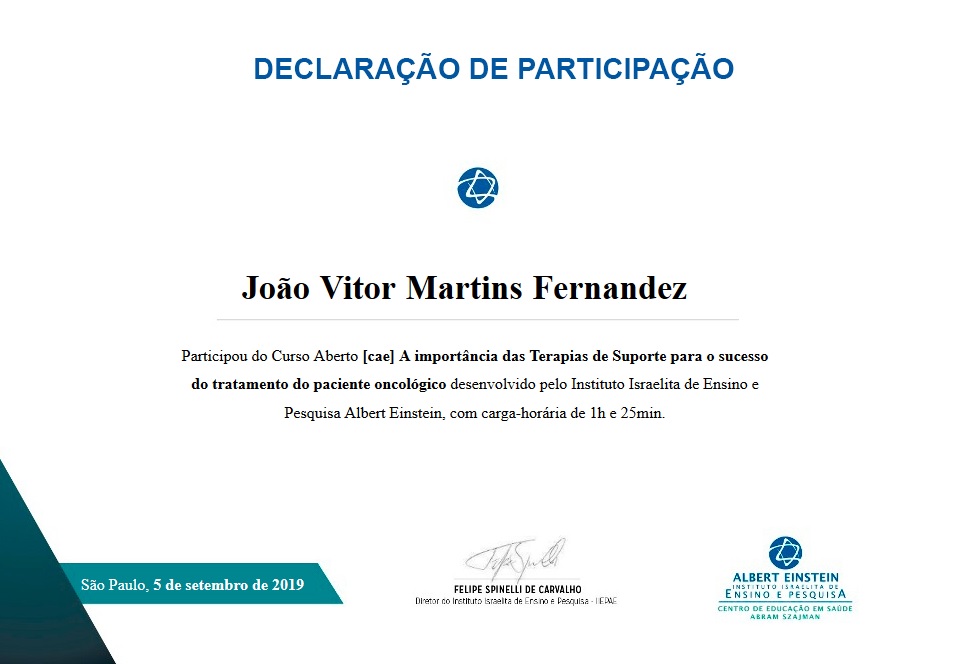 DECLARAÇÃO DE PARTICIPAÇÃO
João Vitor Martins Fernandez
Participou do Curso Aberto [cae] A importância das Terapias de Suporte para o sucesso
do tratamento do paciente oncológico desenvolvido pelo Instituto Israelita de Ensino e
Pesquisa Albert Einstein, com carga-horária de 1h e 25min.
São Paulo, 5 de setembro de 2019
FELIPE SPINELLI DE CARVALHO
Diretor do Instituto Israelita de Ensino e Pesquisa - IIEPAE
ALBERT EINSTEIN
INSTITUTO ISRAELITA DE
ENSINO E PESQUISA
CENTRO DE EDUCAÇÃO EM SAÚDE
ABRAM SZAJMAN